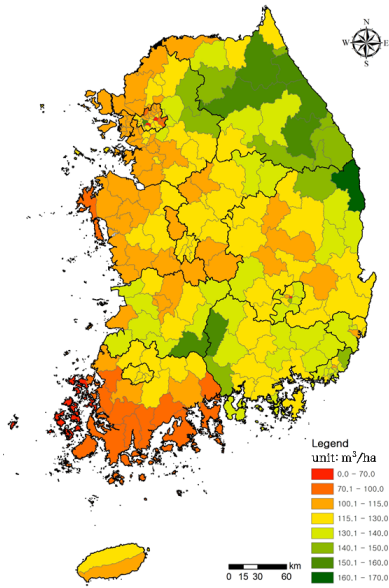 N
W E
S
Legend
unit: m³/ha
0.0 - 70.0
70.1 - 100.0
100.1 - 115.0
115.1 - 130.0
130.1 - 140.0
140.1 - 150.0
150.1 - 160.0
160.1 - 170.0
km
0 15 30 60